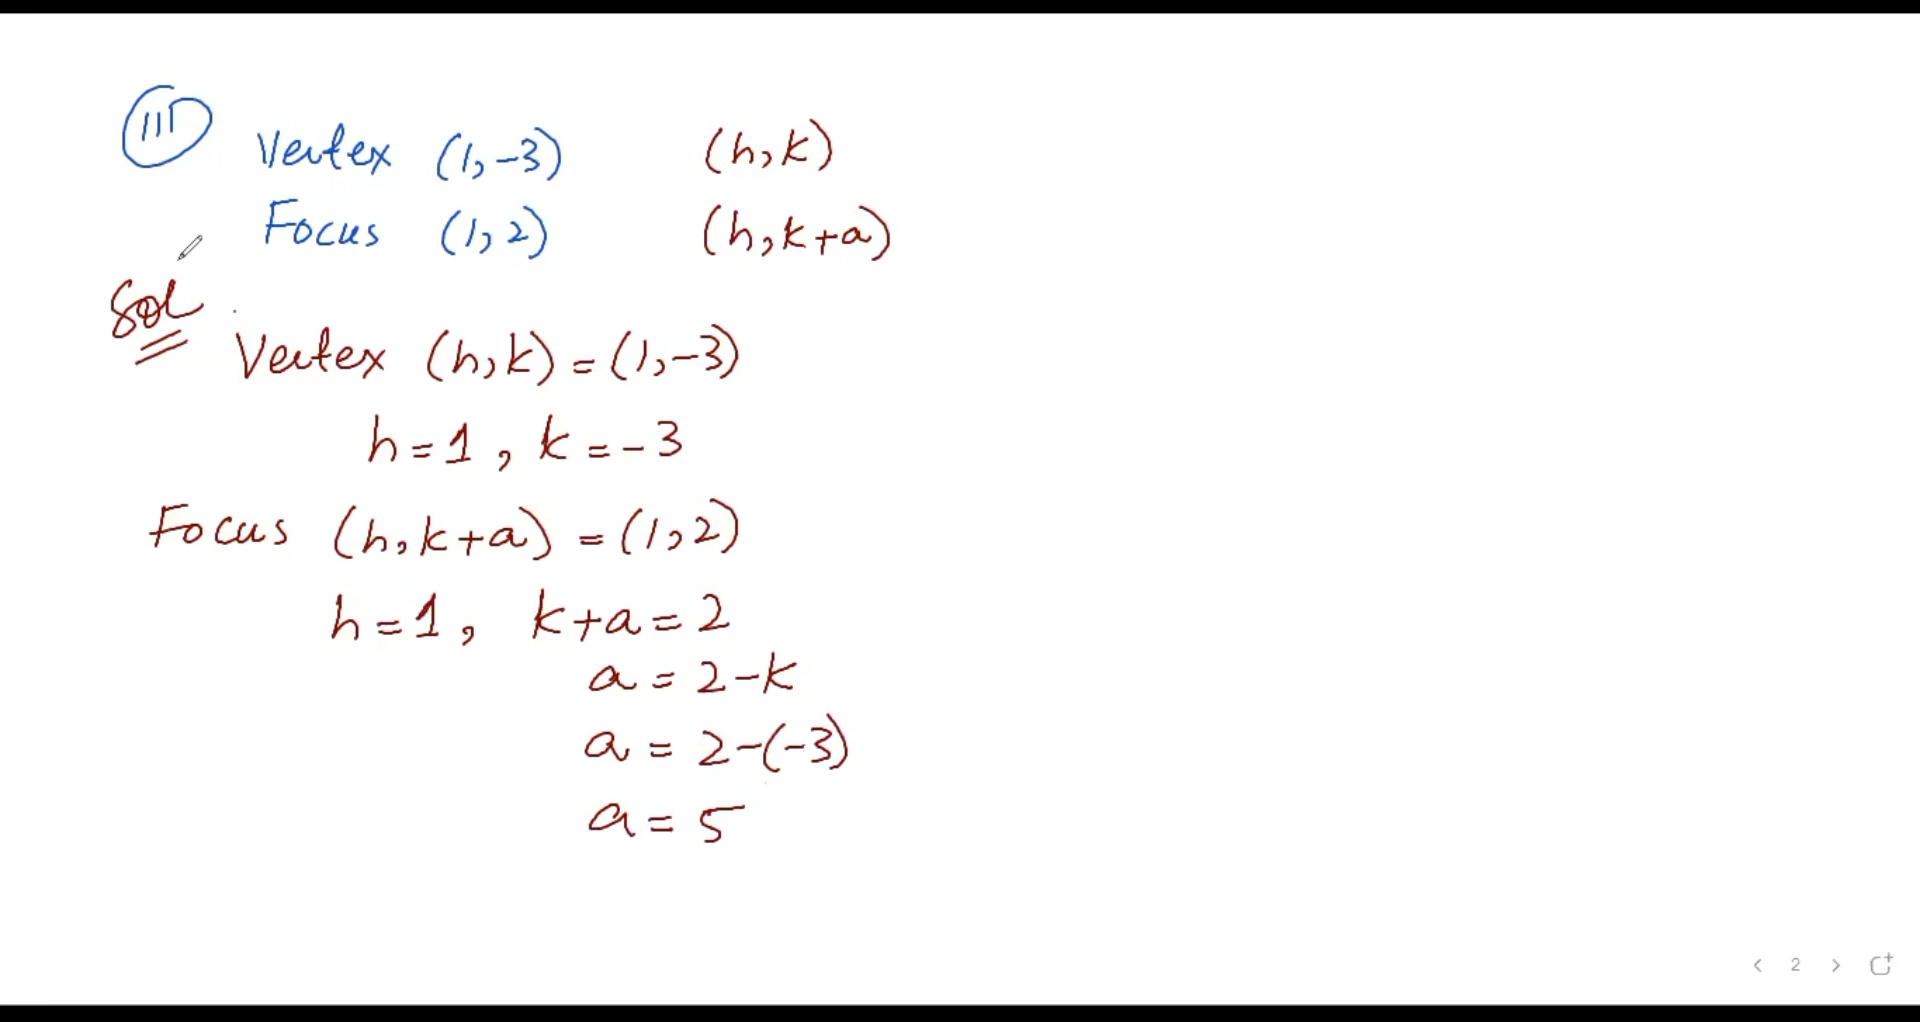 III Vertex (1,-3) (h,k)
Focus (1,2) (h,k+a)
Sol
Vertex (h,k)=(1,-3)
h=1, k=-3
Focus (h,k+a)=(1,2)
h=1, k+a=2
a=2-k
a=2-(-3)
a=5
2